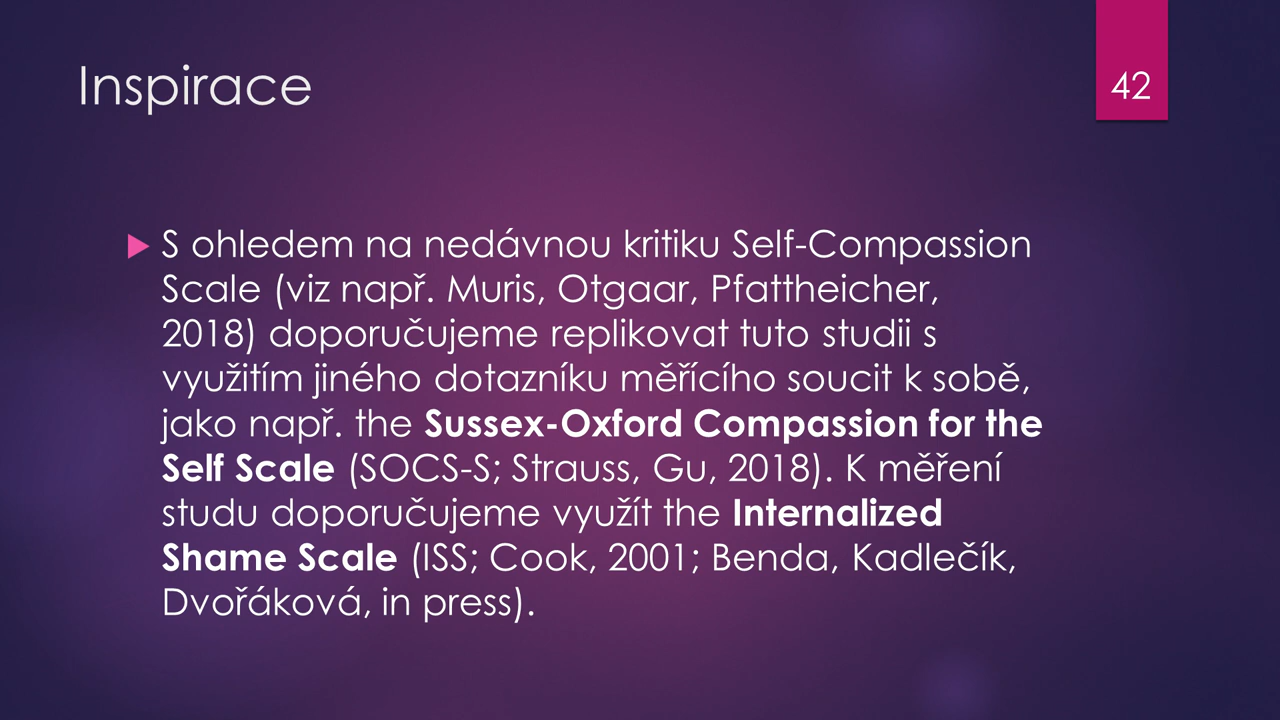 Inspirace
42
S ohledem na nedávnou kritiku Self-Compassion
Scale (viz např. Muris, Otgaar, Pfattheicher,
2018) doporučujeme replikovat tuto studii s
využitím jiného dotazníku měřícího soucit k sobě,
jako např. the Sussex-Oxford Compassion for the
Self Scale (SOCS-S; Strauss, Gu, 2018). K měření
studu doporučujeme využít the Internalized
Shame Scale (ISS; Cook, 2001; Benda, Kadlečík,
Dvořáková, in press).